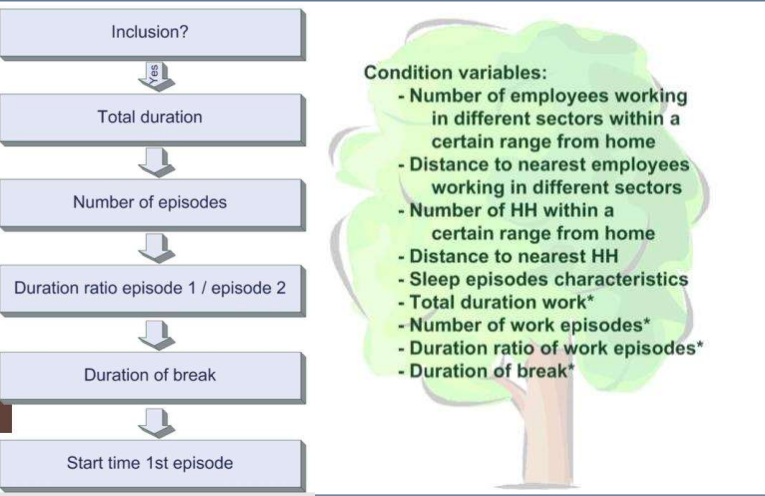 Inclusion?
Yes
Total duration
Number of episodes
Duration ratio episode 1 / episode 2
Duration of break
Start time 1st episode
Condition variables:
- Number of employees working
in different sectors within a
certain range from home
- Distance to nearest employees
working in different sectors
- Number of HH within a
certain range from home
- Distance to nearest HH
- Sleep episodes characteristics
- Total duration work*
- Number of work episodes*
- Duration ratio of work episodes*
- Duration of break*